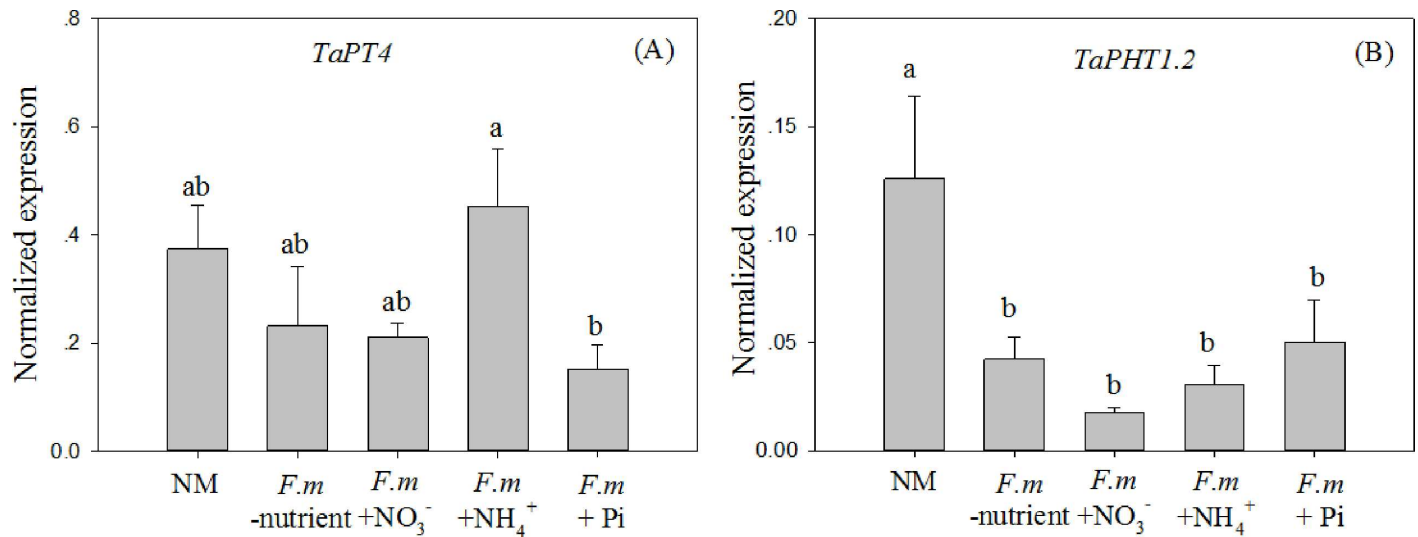 TaPT4 (A)
Normalized expression
.8
.6
.4
.2
0.0
ab
ab
ab
a
b
NM F.m F.m F.m F.m
-nutrient +NO₃⁻ +NH₄⁺ + Pi
TaPHT1.2 (B)
Normalized expression
.20
.15
.10
.05
0.00
a
b
b
b
b
NM F.m F.m F.m F.m
-nutrient +NO₃⁻ +NH₄⁺ + Pi